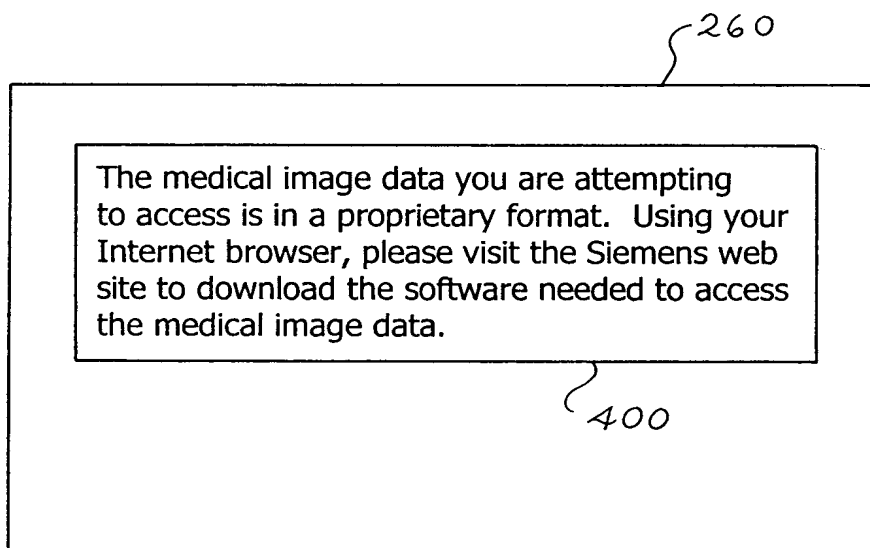 260
The medical image data you are attempting
to access is in a proprietary format. Using your
Internet browser, please visit the Siemens web
site to download the software needed to access
the medical image data.
400